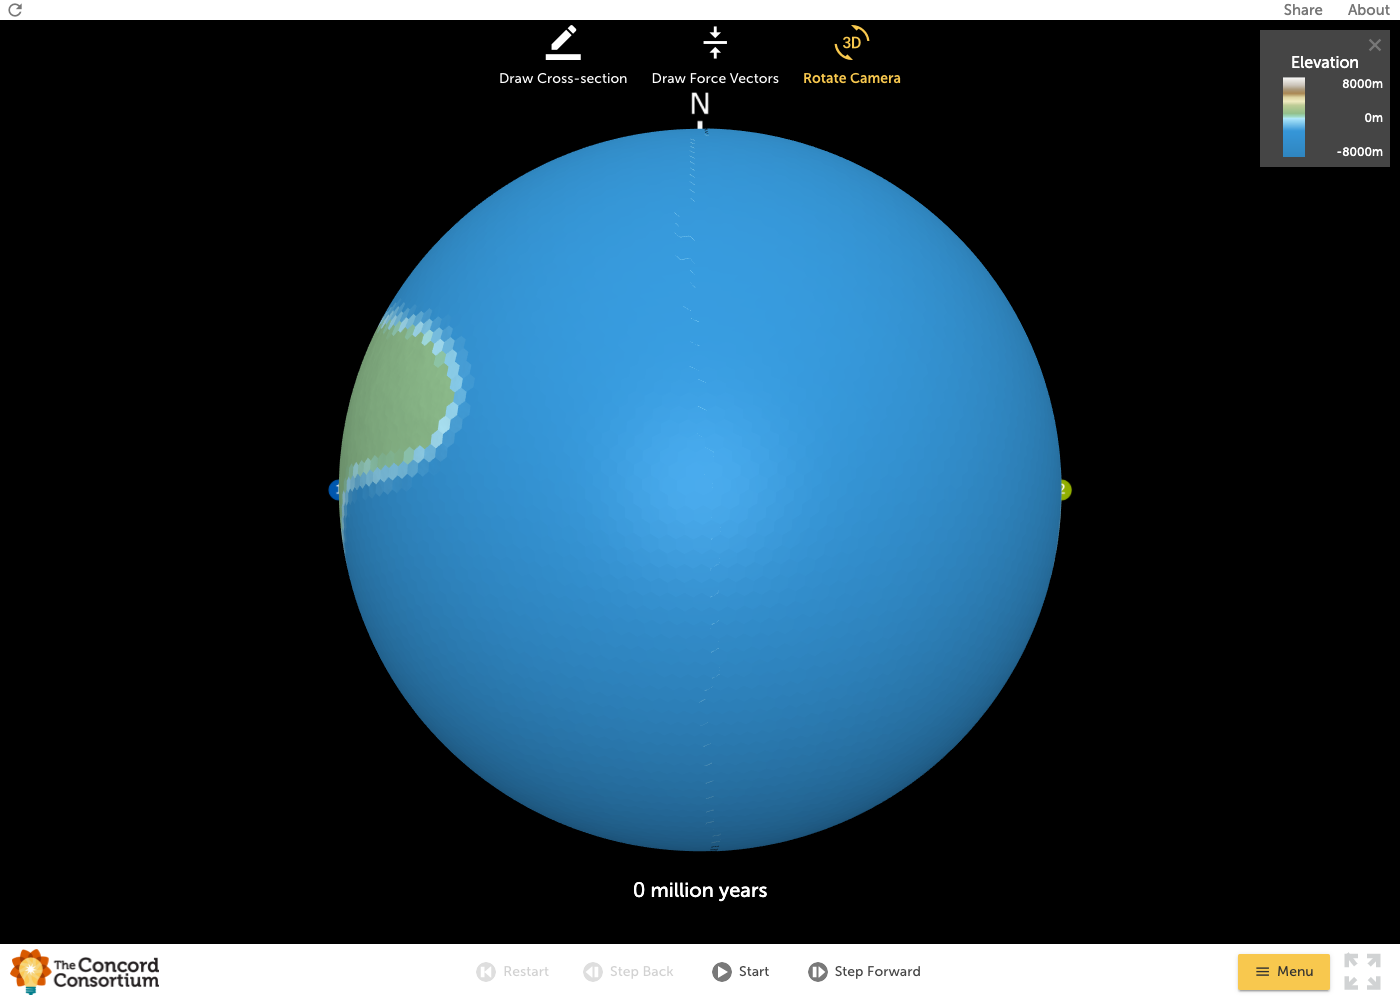 Share About
Draw Cross-section Draw Force Vectors 3D Rotate Camera
Elevation
8000m
0m
-8000m
N
0 million years
The Concord Consortium
Restart Step Back Start Step Forward Menu